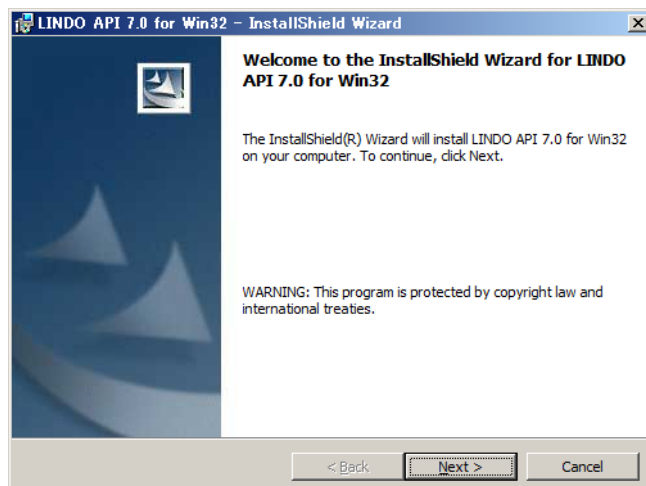 LINDO API 7.0 for Win32 - InstallShield Wizard
Welcome to the InstallShield Wizard for LINDO
API 7.0 for Win32
The InstallShield(R) Wizard will install LINDO API 7.0 for Win32
on your computer. To continue, click Next.
WARNING: This program is protected by copyright law and
international treaties.
< Back
Next >
Cancel